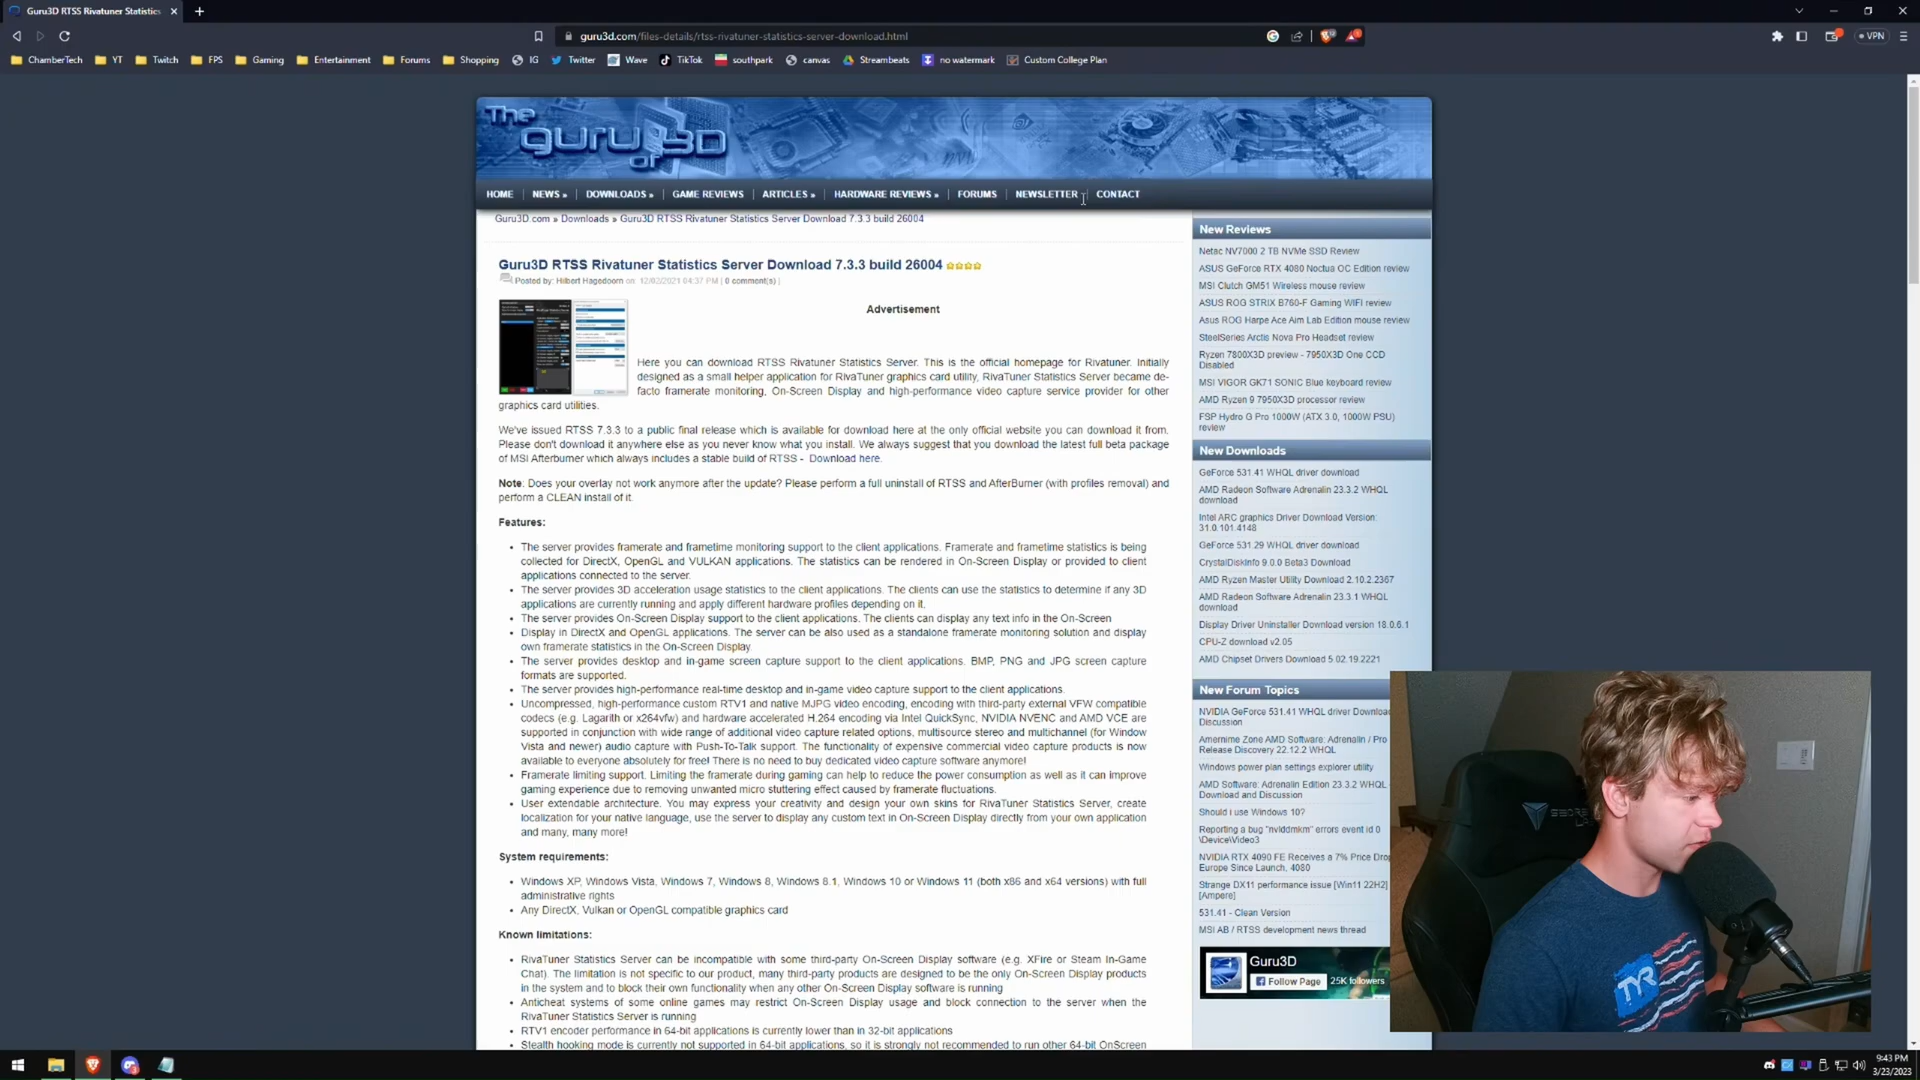 Guru3D RTSS Rivatuner Statistics
guru3d.com/files-details/rtss-rivatuner-statistics-server-download.html
VPN
ChamberTech YT Twitch FPS Gaming Entertainment Forums Shopping IG Twitter Wave TikTok southpark canvas Streambeats no watermark Custom College Plan
The
guru of 3D
HOME NEWS » DOWNLOADS » GAME REVIEWS ARTICLES » HARDWARE REVIEWS » FORUMS NEWSLETTER CONTACT
Guru3D.com » Downloads » Guru3D RTSS Rivatuner Statistics Server Download 7.3.3 build 26004
Guru3D RTSS Rivatuner Statistics Server Download 7.3.3 build 26004
Posted by: Hilbert Hagedoorn on: 12/02/2021 04:37 PM | 0 comment(s) |
Advertisement
Here you can download RTSS Rivatuner Statistics Server. This is the official homepage for Rivatuner. Initially
designed as a small helper application for RivaTuner graphics card utility, RivaTuner Statistics Server became de-
facto framerate monitoring, On-Screen Display and high-performance video capture service provider for other
graphics card utilities.
We've issued RTSS 7.3.3 to a public final release which is available for download here at the only official website you can download it from.
Please don't download it anywhere else as you never know what you install. We always suggest that you download the latest full beta package
of MSI Afterburner which always includes a stable build of RTSS - Download here.
Note: Does your overlay not work anymore after the update? Please perform a full uninstall of RTSS and AfterBurner (with profiles removal) and
perform a CLEAN install of it.
Features:
• The server provides framerate and frametime monitoring support to the client applications. Framerate and frametime statistics is being
collected for DirectX, OpenGL and VULKAN applications. The statistics can be rendered in On-Screen Display or provided to client
applications connected to the server.
• The server provides 3D acceleration usage statistics to the client applications. The clients can use the statistics to determine if any 3D
applications are currently running and apply different hardware profiles depending on it.
• The server provides On-Screen Display support to the client applications. The clients can display any text info in the On-Screen
• Display in DirectX and OpenGL applications. The server can be also used as a standalone framerate monitoring solution and display
own framerate statistics in the On-Screen Display.
• The server provides desktop and in-game screen capture support to the client applications. BMP, PNG and JPG screen capture
formats are supported.
• The server provides high-performance real-time desktop and in-game video capture support to the client applications.
• Uncompressed, high-performance custom RTV1 and native MJPG video encoding, encoding with third-party external VFW compatible
codecs (e.g. Lagarith or x264vfw) and hardware accelerated H.264 encoding via Intel QuickSync, NVIDIA NVENC and AMD VCE are
supported in conjunction with wide range of additional video capture related options, multisource stereo and multichannel (for Window
Vista and newer) audio capture with Push-To-Talk support. The functionality of expensive commercial video capture products is now
available to everyone absolutely for free! There is no need to buy dedicated video capture software anymore!
• Framerate limiting support. Limiting the framerate during gaming can help to reduce the power consumption as well as it can improve
gaming experience due to removing unwanted micro stuttering effect caused by framerate fluctuations.
• User extendable architecture. You may express your creativity and design your own skins for RivaTuner Statistics Server, create
localization for your native language, use the server to display any custom text in On-Screen Display directly from your own application
and many, many more!
System requirements:
• Windows XP, Windows Vista, Windows 7, Windows 8, Windows 8.1, Windows 10 or Windows 11 (both x86 and x64 versions) with full
administrative rights
• Any DirectX, Vulkan or OpenGL compatible graphics card
Known limitations:
• RivaTuner Statistics Server can be incompatible with some third-party On-Screen Display software (e.g. XFire or Steam In-Game
Chat). The limitation is not specific to our product, many third-party products are designed to be the only On-Screen Display products
in the system and to block their own functionality when any other On-Screen Display software is running
• Anticheat systems of some online games may restrict On-Screen Display usage and block connection to the server when the
RivaTuner Statistics Server is running
• RTV1 encoder performance in 64-bit applications is currently lower than in 32-bit applications
• Stealth hooking mode is currently not supported in 64-bit applications, so it is strongly not recommended to run other 64-bit OnScreen
New Reviews
Netac NV7000 2 TB NVMe SSD Review
ASUS GeForce RTX 4080 Noctua OC Edition review
MSI Clutch GM51 Wireless mouse review
ASUS ROG STRIX B760-F Gaming WIFI review
Asus ROG Harpe Ace Aim Lab Edition mouse review
SteelSeries Arctis Nova Pro Headset review
Ryzen 7800X3D preview - 7950X3D One CCD
Disabled
MSI VIGOR GK71 SONIC Blue keyboard review
AMD Ryzen 9 7950X3D processor review
FSP Hydro G Pro 1000W (ATX 3.0, 1000W PSU)
review
New Downloads
GeForce 531.41 WHQL driver download
AMD Radeon Software Adrenalin 23.3.2 WHQL
download
Intel ARC graphics Driver Download Version:
31.0.101.4148
GeForce 531.29 WHQL driver download
CrystalDiskInfo 9.0.0 Beta3 Download
AMD Ryzen Master Utility Download 2.10.2.2367
AMD Radeon Software Adrenalin 23.3.1 WHQL
download
Display Driver Uninstaller Download version 18.0.6.1
CPU-Z download v2.05
AMD Chipset Drivers Download 5.02.19.2221
New Forum Topics
NVIDIA GeForce 531.41 WHQL driver Downloa
Discussion
Amernime Zone AMD Software: Adrenalin / Pro
Release Discovery 22.12.2 WHQL
Windows power plan settings explorer utility
AMD Software: Adrenalin Edition 23.3.2 WHQL -
Download and Discussion
Should i use Windows 10?
Reporting a bug "nvlddmkm" errors event id 0
\Device\Video3
NVIDIA RTX 4090 FE Receives a 7% Price Drop
Europe Since Launch, 4080
Strange DX11 performance issue [Win11 22H2]
[Ampere]
531.41 - Clean Version
MSI AB / RTSS development news thread
Guru3D
Follow Page 25K followers
TYR
9:43 PM
3/23/2023